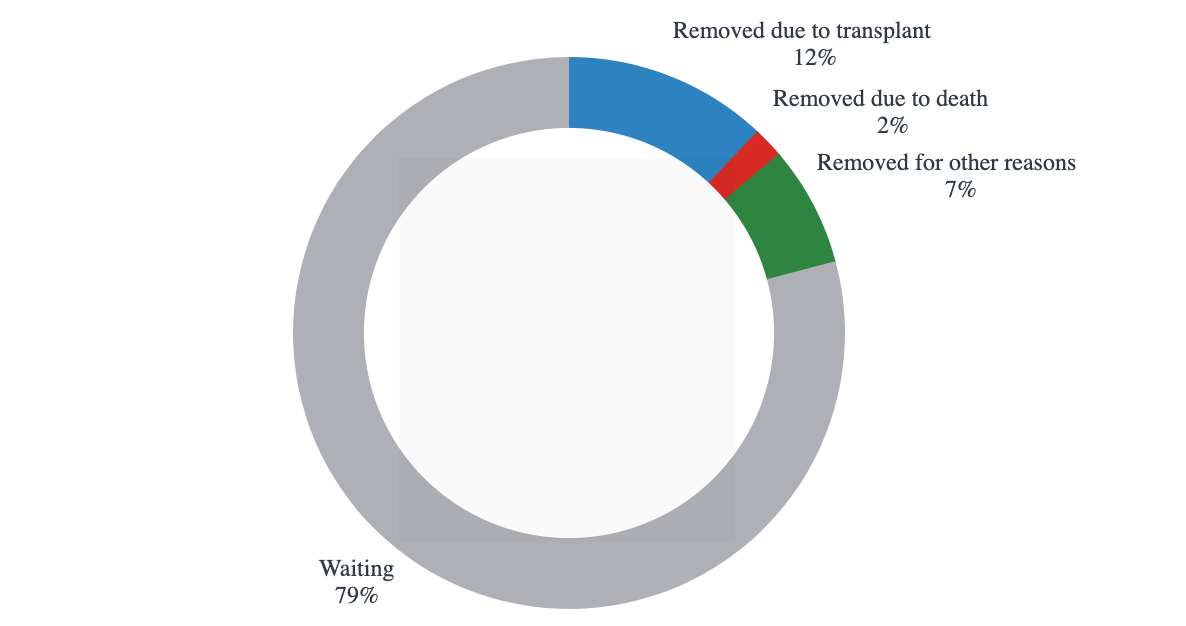 Removed due to transplant
12%
Removed due to death
2%
Removed for other reasons
7%
Waiting
79%